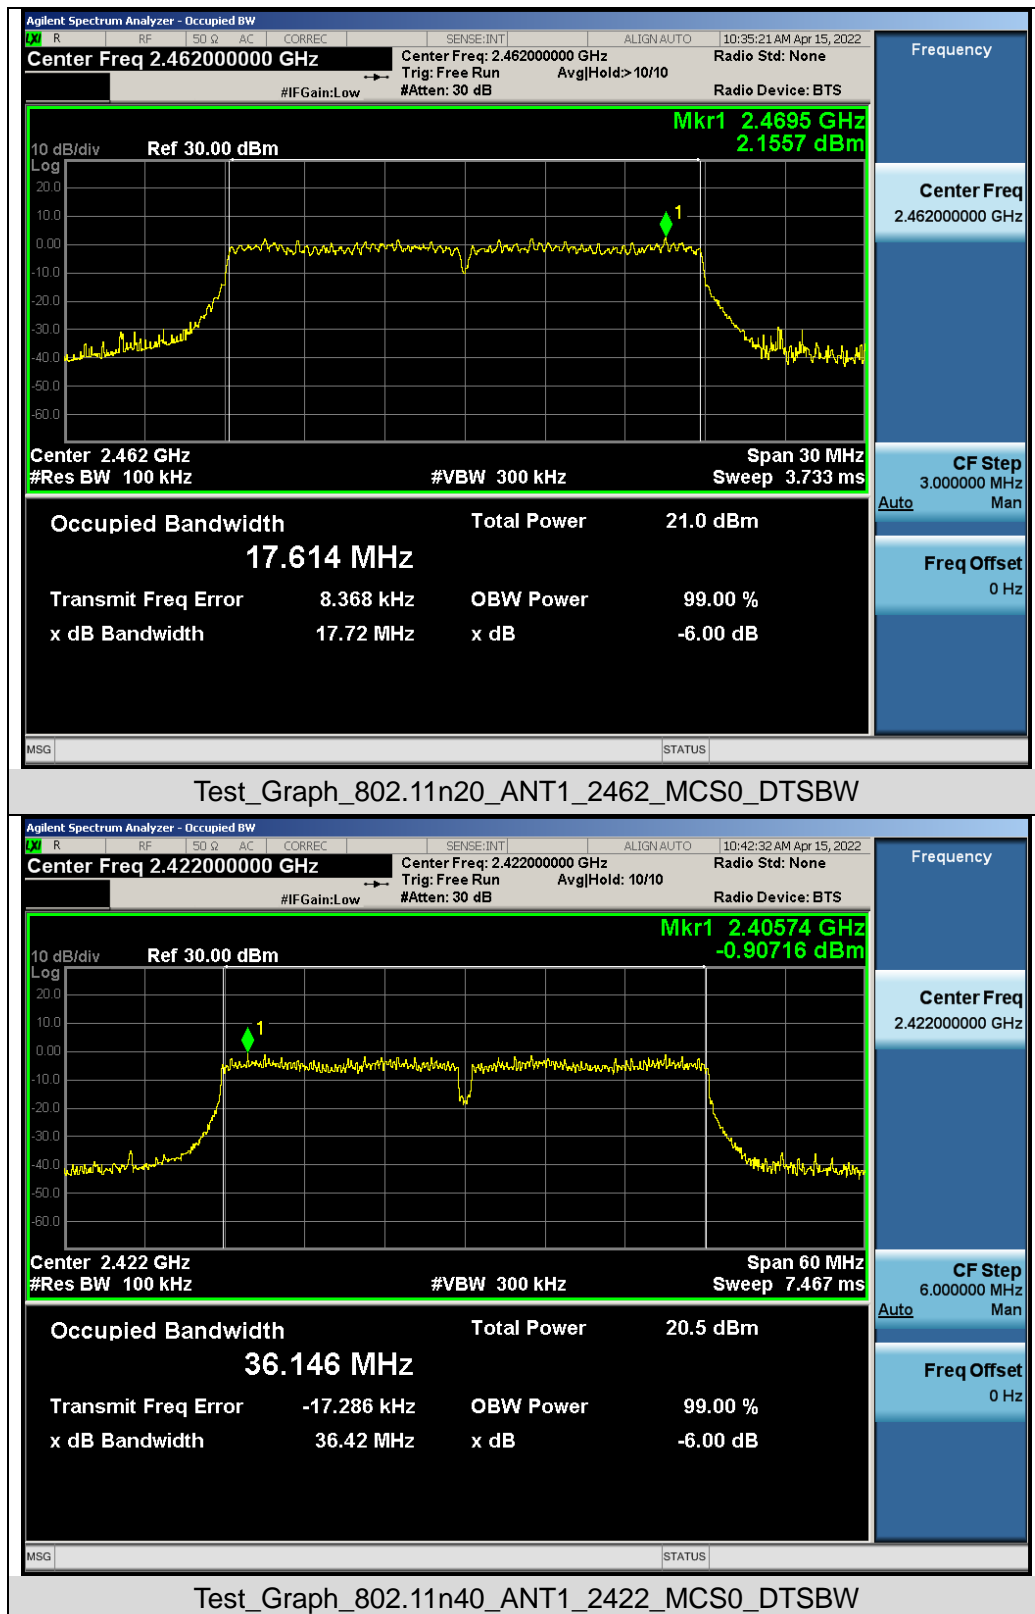 Agilent Spectrum Analyzer - Occupied BW
LXI R RF 50 Ω AC CORREC SENSE:INT ALIGN AUTO 10:35:21 AM Apr 15, 2022
Center Freq 2.462000000 GHz Center Freq: 2.462000000 GHz Radio Std: None
Trig: Free Run Avg|Hold:> 10/10
#IFGain:Low #Atten: 30 dB Radio Device: BTS
Frequency
Mkr1 2.4695 GHz
10 dB/div Ref 30.00 dBm 2.1557 dBm
Log
20.0
10.0
0.00
-10.0
-20.0
-30.0
-40.0
-50.0
-60.0
1
Center 2.462 GHz Span 30 MHz
#Res BW 100 kHz #VBW 300 kHz Sweep 3.733 ms
Center Freq
2.462000000 GHz
CF Step
3.000000 MHz
Auto Man
Freq Offset
0 Hz
Occupied Bandwidth Total Power 21.0 dBm
17.614 MHz
Transmit Freq Error 8.368 kHz OBW Power 99.00 %
x dB Bandwidth 17.72 MHz x dB -6.00 dB
MSG STATUS
Test_Graph_802.11n20_ANT1_2462_MCS0_DTSBW
Agilent Spectrum Analyzer - Occupied BW
LXI R RF 50 Ω AC CORREC SENSE:INT ALIGN AUTO 10:42:32 AM Apr 15, 2022
Center Freq 2.422000000 GHz Center Freq: 2.422000000 GHz Radio Std: None
Trig: Free Run Avg|Hold: 10/10
#IFGain:Low #Atten: 30 dB Radio Device: BTS
Frequency
Mkr1 2.40574 GHz
10 dB/div Ref 30.00 dBm -0.90716 dBm
Log
20.0
10.0
0.00
-10.0
-20.0
-30.0
-40.0
-50.0
-60.0
1
Center 2.422 GHz Span 60 MHz
#Res BW 100 kHz #VBW 300 kHz Sweep 7.467 ms
Center Freq
2.422000000 GHz
CF Step
6.000000 MHz
Auto Man
Freq Offset
0 Hz
Occupied Bandwidth Total Power 20.5 dBm
36.146 MHz
Transmit Freq Error -17.286 kHz OBW Power 99.00 %
x dB Bandwidth 36.42 MHz x dB -6.00 dB
MSG STATUS
Test_Graph_802.11n40_ANT1_2422_MCS0_DTSBW